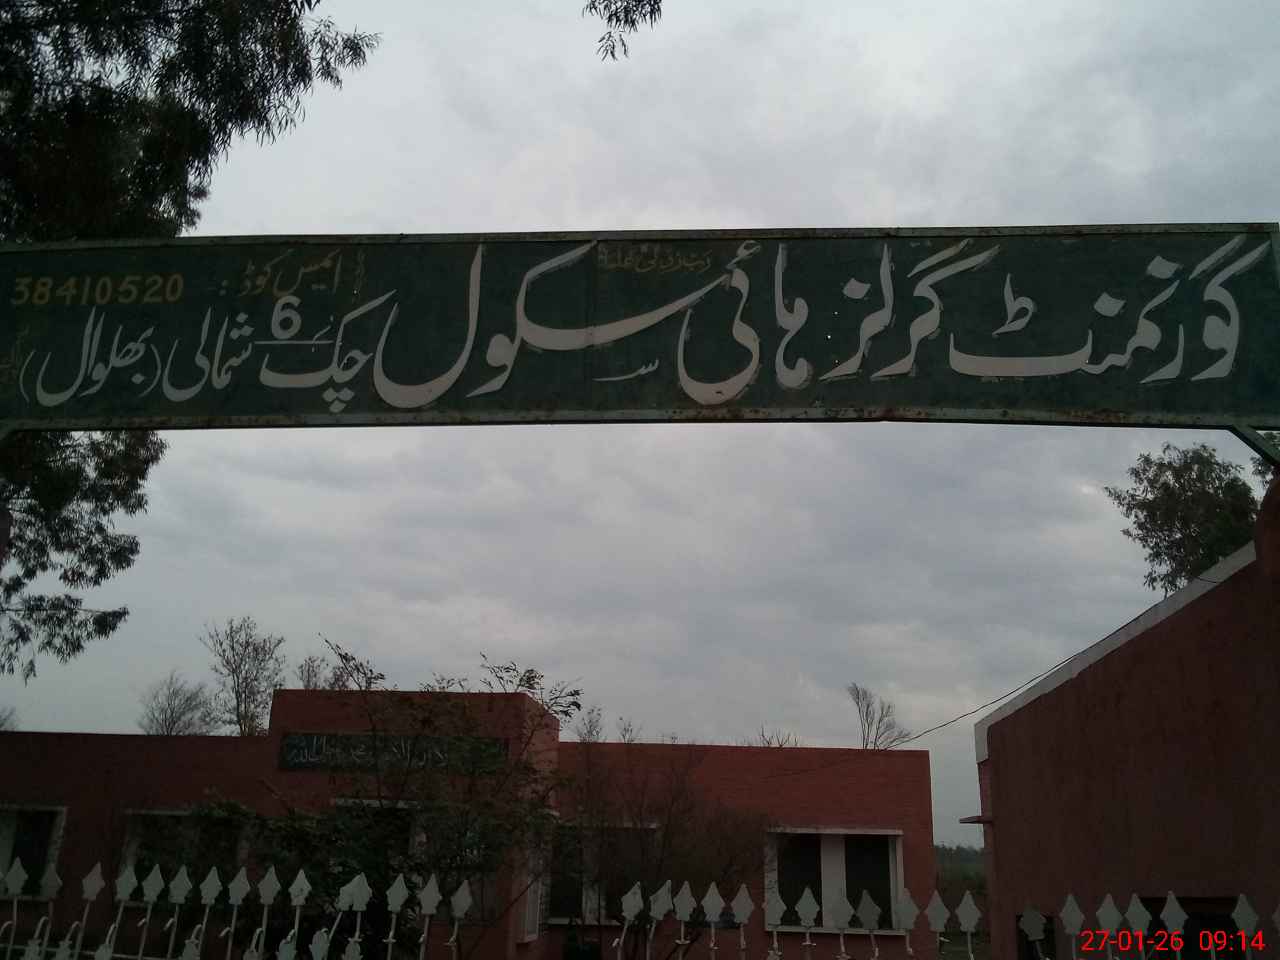 گورنمنٹ گرلز ہائی سکول چک 6 شمالی (بھلوال)
ایمس کوڈ : 38410520
27-01-26 09:14